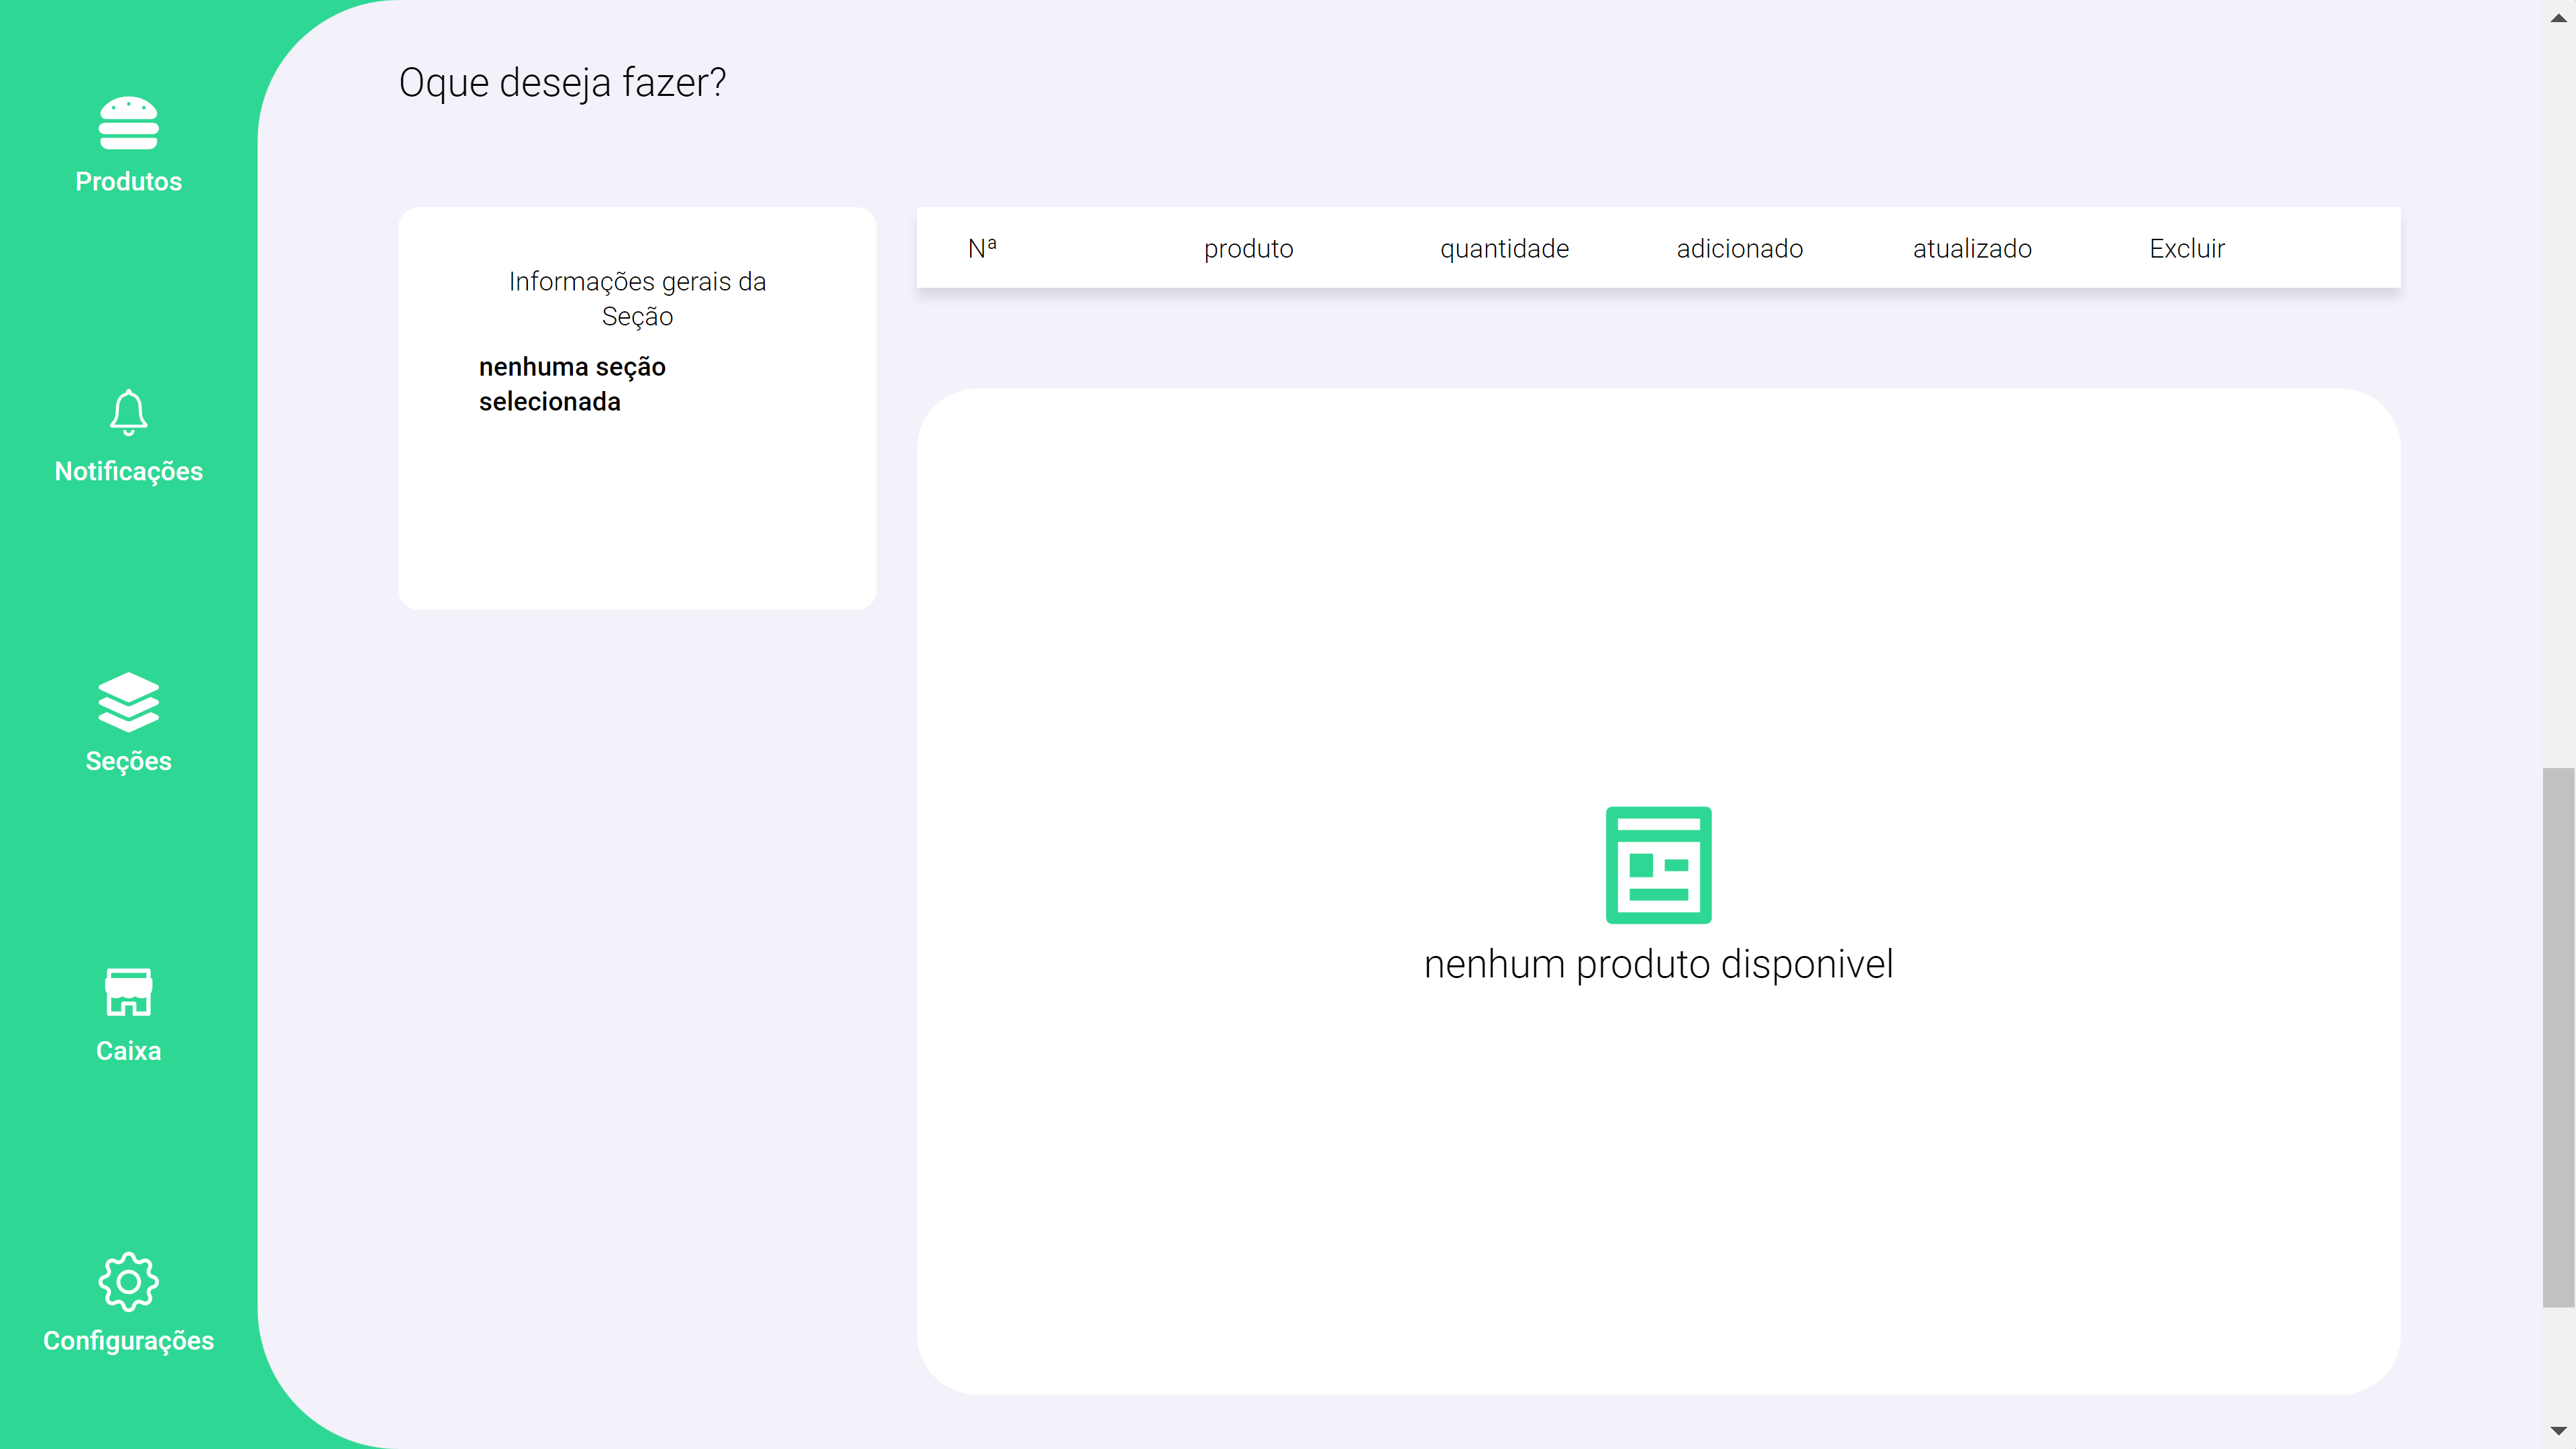 Produtos
Notificações
Seções
Caixa
Configurações
Oque deseja fazer?
Informações gerais da
Seção
nenhuma seção
selecionada
Nª produto quantidade adicionado atualizado Excluir
nenhum produto disponivel